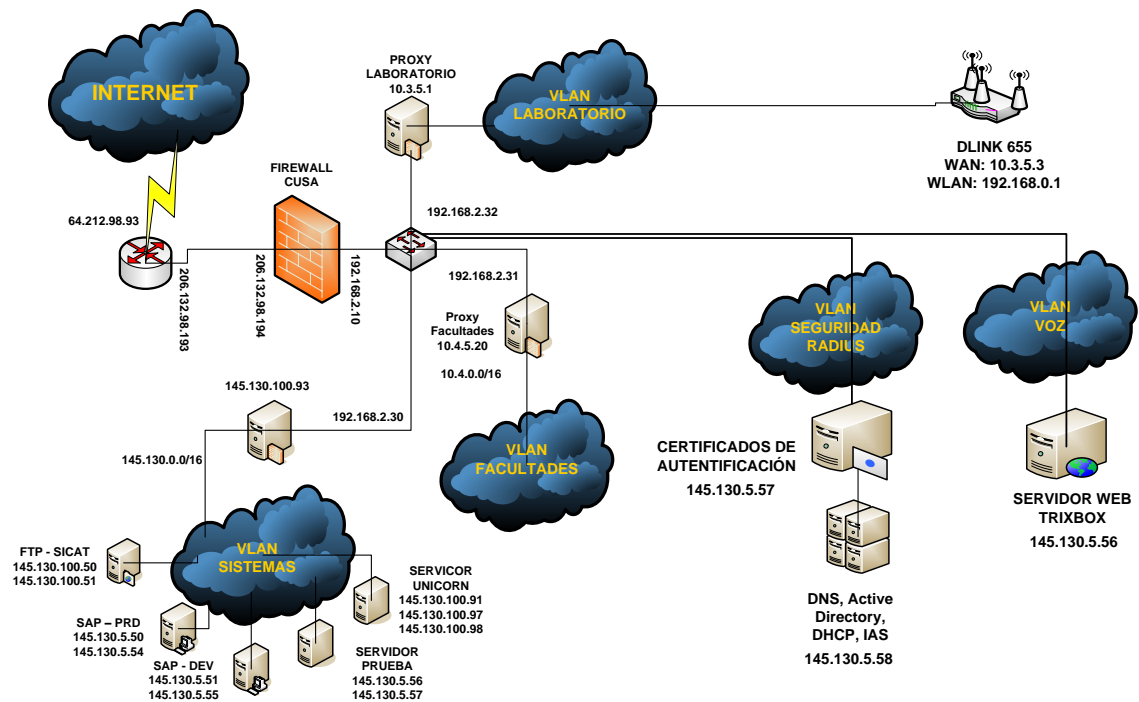 INTERNET
PROXY
LABORATORIO
10.3.5.1
VLAN
LABORATORIO
DLINK 655
WAN: 10.3.5.3
WLAN: 192.168.0.1
FIREWALL
CUSA
64.212.98.93
206.132.98.193
206.132.98.194
192.168.2.10
192.168.2.32
192.168.2.31
Proxy
Facultades
10.4.5.20
10.4.0.0/16
VLAN
FACULTADES
VLAN
SEGURIDAD
RADIUS
VLAN
VOZ
145.130.100.93
192.168.2.30
145.130.0.0/16
CERTIFICADOS DE
AUTENTIFICACIÓN
145.130.5.57
SERVIDOR WEB
TRIXBOX
145.130.5.56
DNS, Active
Directory,
DHCP, IAS
145.130.5.58
VLAN
SISTEMAS
FTP - SICAT
145.130.100.50
145.130.100.51
SAP – PRD
145.130.5.50
145.130.5.54
SAP - DEV
145.130.5.51
145.130.5.55
SERVICOR
UNICORN
145.130.100.91
145.130.100.97
145.130.100.98
SERVIDOR
PRUEBA
145.130.5.56
145.130.5.57